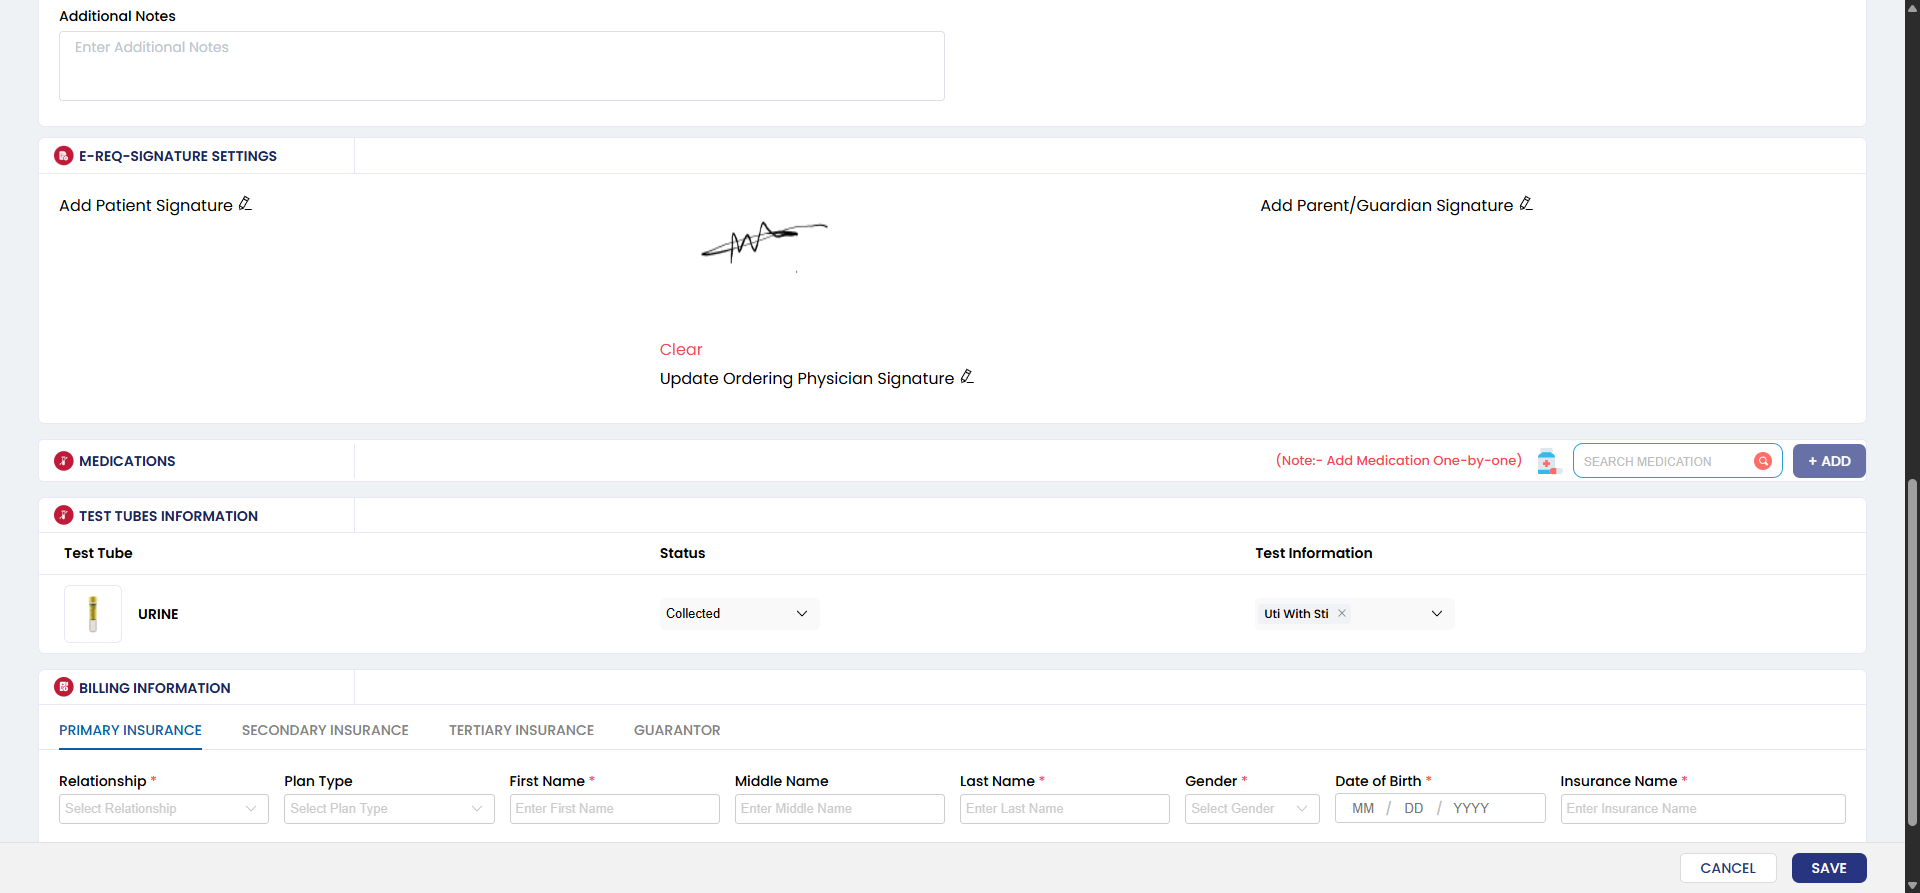 Additional Notes
Enter Additional Notes
E-REQ-SIGNATURE SETTINGS
Add Patient Signature
Add Parent/Guardian Signature
Clear
Update Ordering Physician Signature
MEDICATIONS
(Note:- Add Medication One-by-one)
SEARCH MEDICATION
+ ADD
TEST TUBES INFORMATION
Test Tube Status Test Information
URINE Collected Uti With Sti ×
BILLING INFORMATION
PRIMARY INSURANCE SECONDARY INSURANCE TERTIARY INSURANCE GUARANTOR
Relationship * Plan Type First Name * Middle Name Last Name * Gender * Date of Birth * Insurance Name *
Select Relationship Select Plan Type Enter First Name Enter Middle Name Enter Last Name Select Gender MM / DD / YYYY Enter Insurance Name
CANCEL SAVE